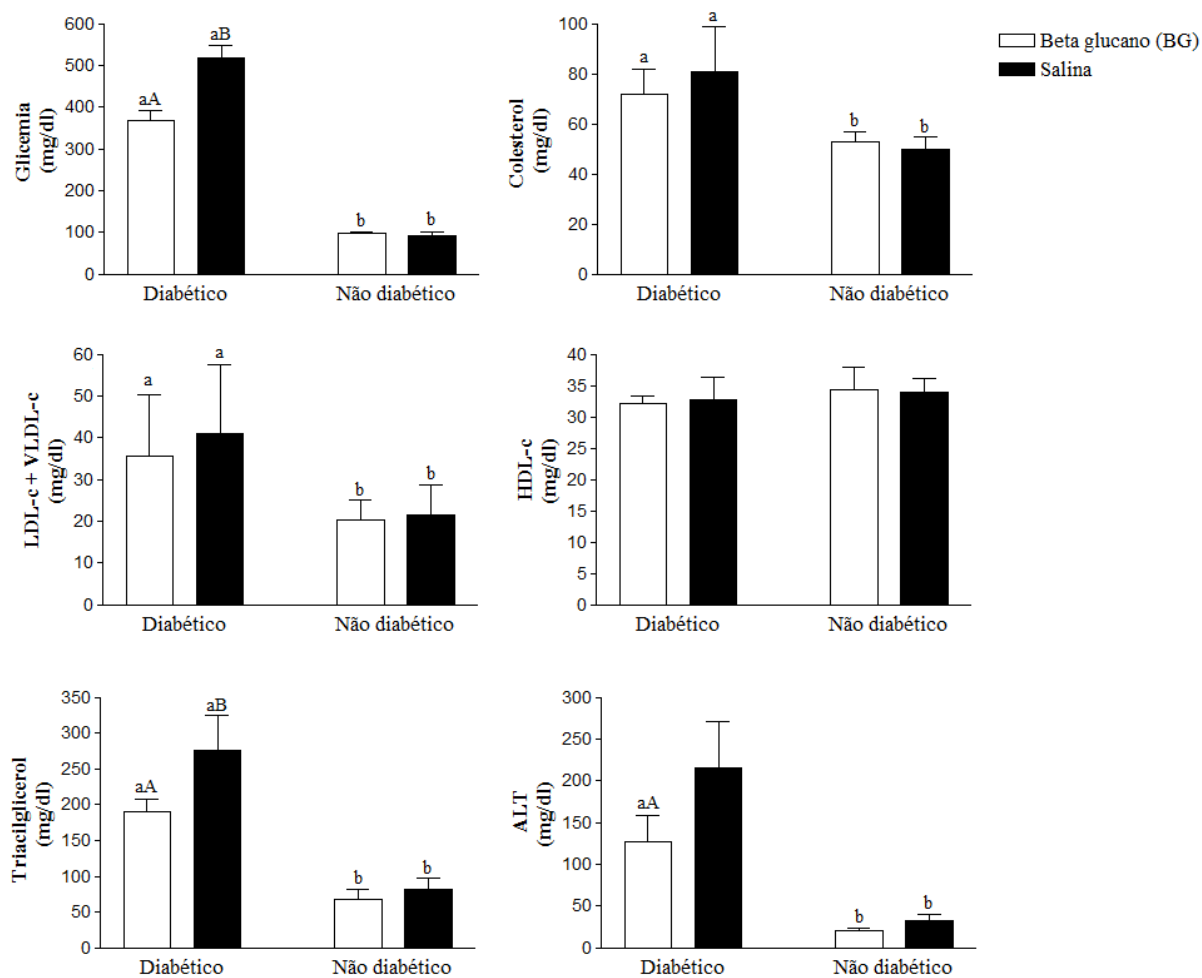 Glicemia
(mg/dl)
600
500
400
300
200
100
0
aA
aB
b
b
Diabético
Não diabético
Colesterol
(mg/dl)
100
80
60
40
20
0
a
a
b
b
Diabético
Não diabético
Beta glucano (BG)
Salina
LDL-c + VLDL-c
(mg/dl)
60
50
40
30
20
10
0
a
a
b
b
Diabético
Não diabético
HDL-c
(mg/dl)
40
35
30
25
20
15
10
5
0
Diabético
Não diabético
Triacilglicerol
(mg/dl)
350
300
250
200
150
100
50
0
aA
aB
b
b
Diabético
Não diabético
ALT
(mg/dl)
300
250
200
150
100
50
0
aA
b
b
Diabético
Não diabético